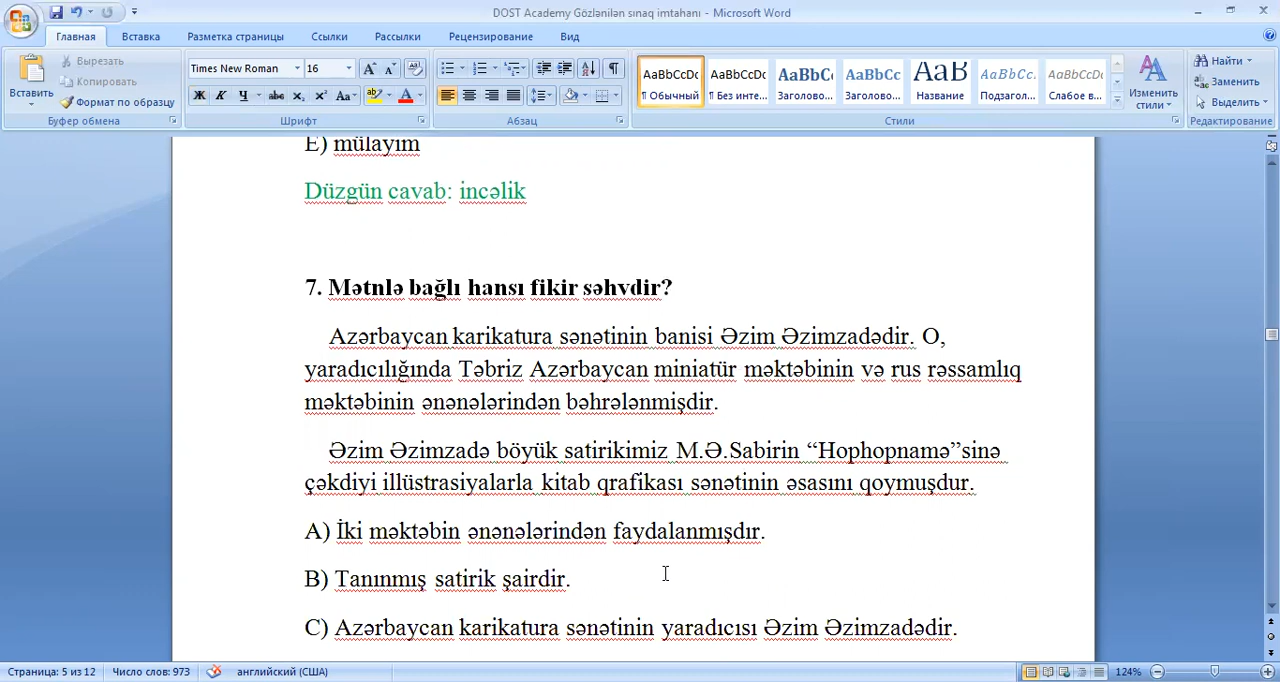 DOST Academy Gözlənilən sınaq imtahanı - Microsoft Word
Главная Вставка Разметка страницы Ссылки Рассылки Рецензирование Вид
Вставить
Вырезать
Копировать
Формат по образцу
Буфер обмена
Times New Roman 16
Ж К Ч abc x₂ x² Aa
Шрифт
Абзац
AaBbCcDc AaBbCcDc AaBbC AaBbCc AaB AaBbCc. AaBbCcDc
¶ Обычный ¶ Без инте... Заголово... Заголово... Название Подзагол... Слабое в...
Стили
Изменить
стили
Найти
Заменить
Выделить
Редактирование
E) mülayim
Düzgün cavab: incəlik
7. Mətnlə bağlı hansı fikir səhvdir?
Azərbaycan karikatura sənətinin banisi Əzim Əzimzadədir. O,
yaradıcılığında Təbriz Azərbaycan miniatür məktəbinin və rus rəssamlıq
məktəbinin ənənələrindən bəhrələnmişdir.
Əzim Əzimzadə böyük satirikimiz M.Ə.Sabirin “Hophopnamə”sinə
çəkdiyi illüstrasiyalarla kitab qrafikası sənətinin əsasını qoymuşdur.
A) İki məktəbin ənənələrindən faydalanmışdır.
B) Tanınmış satirik şairdir.
C) Azərbaycan karikatura sənətinin yaradıcısı Əzim Əzimzadədir.
Страница: 5 из 12 Число слов: 973 английский (США) 124%